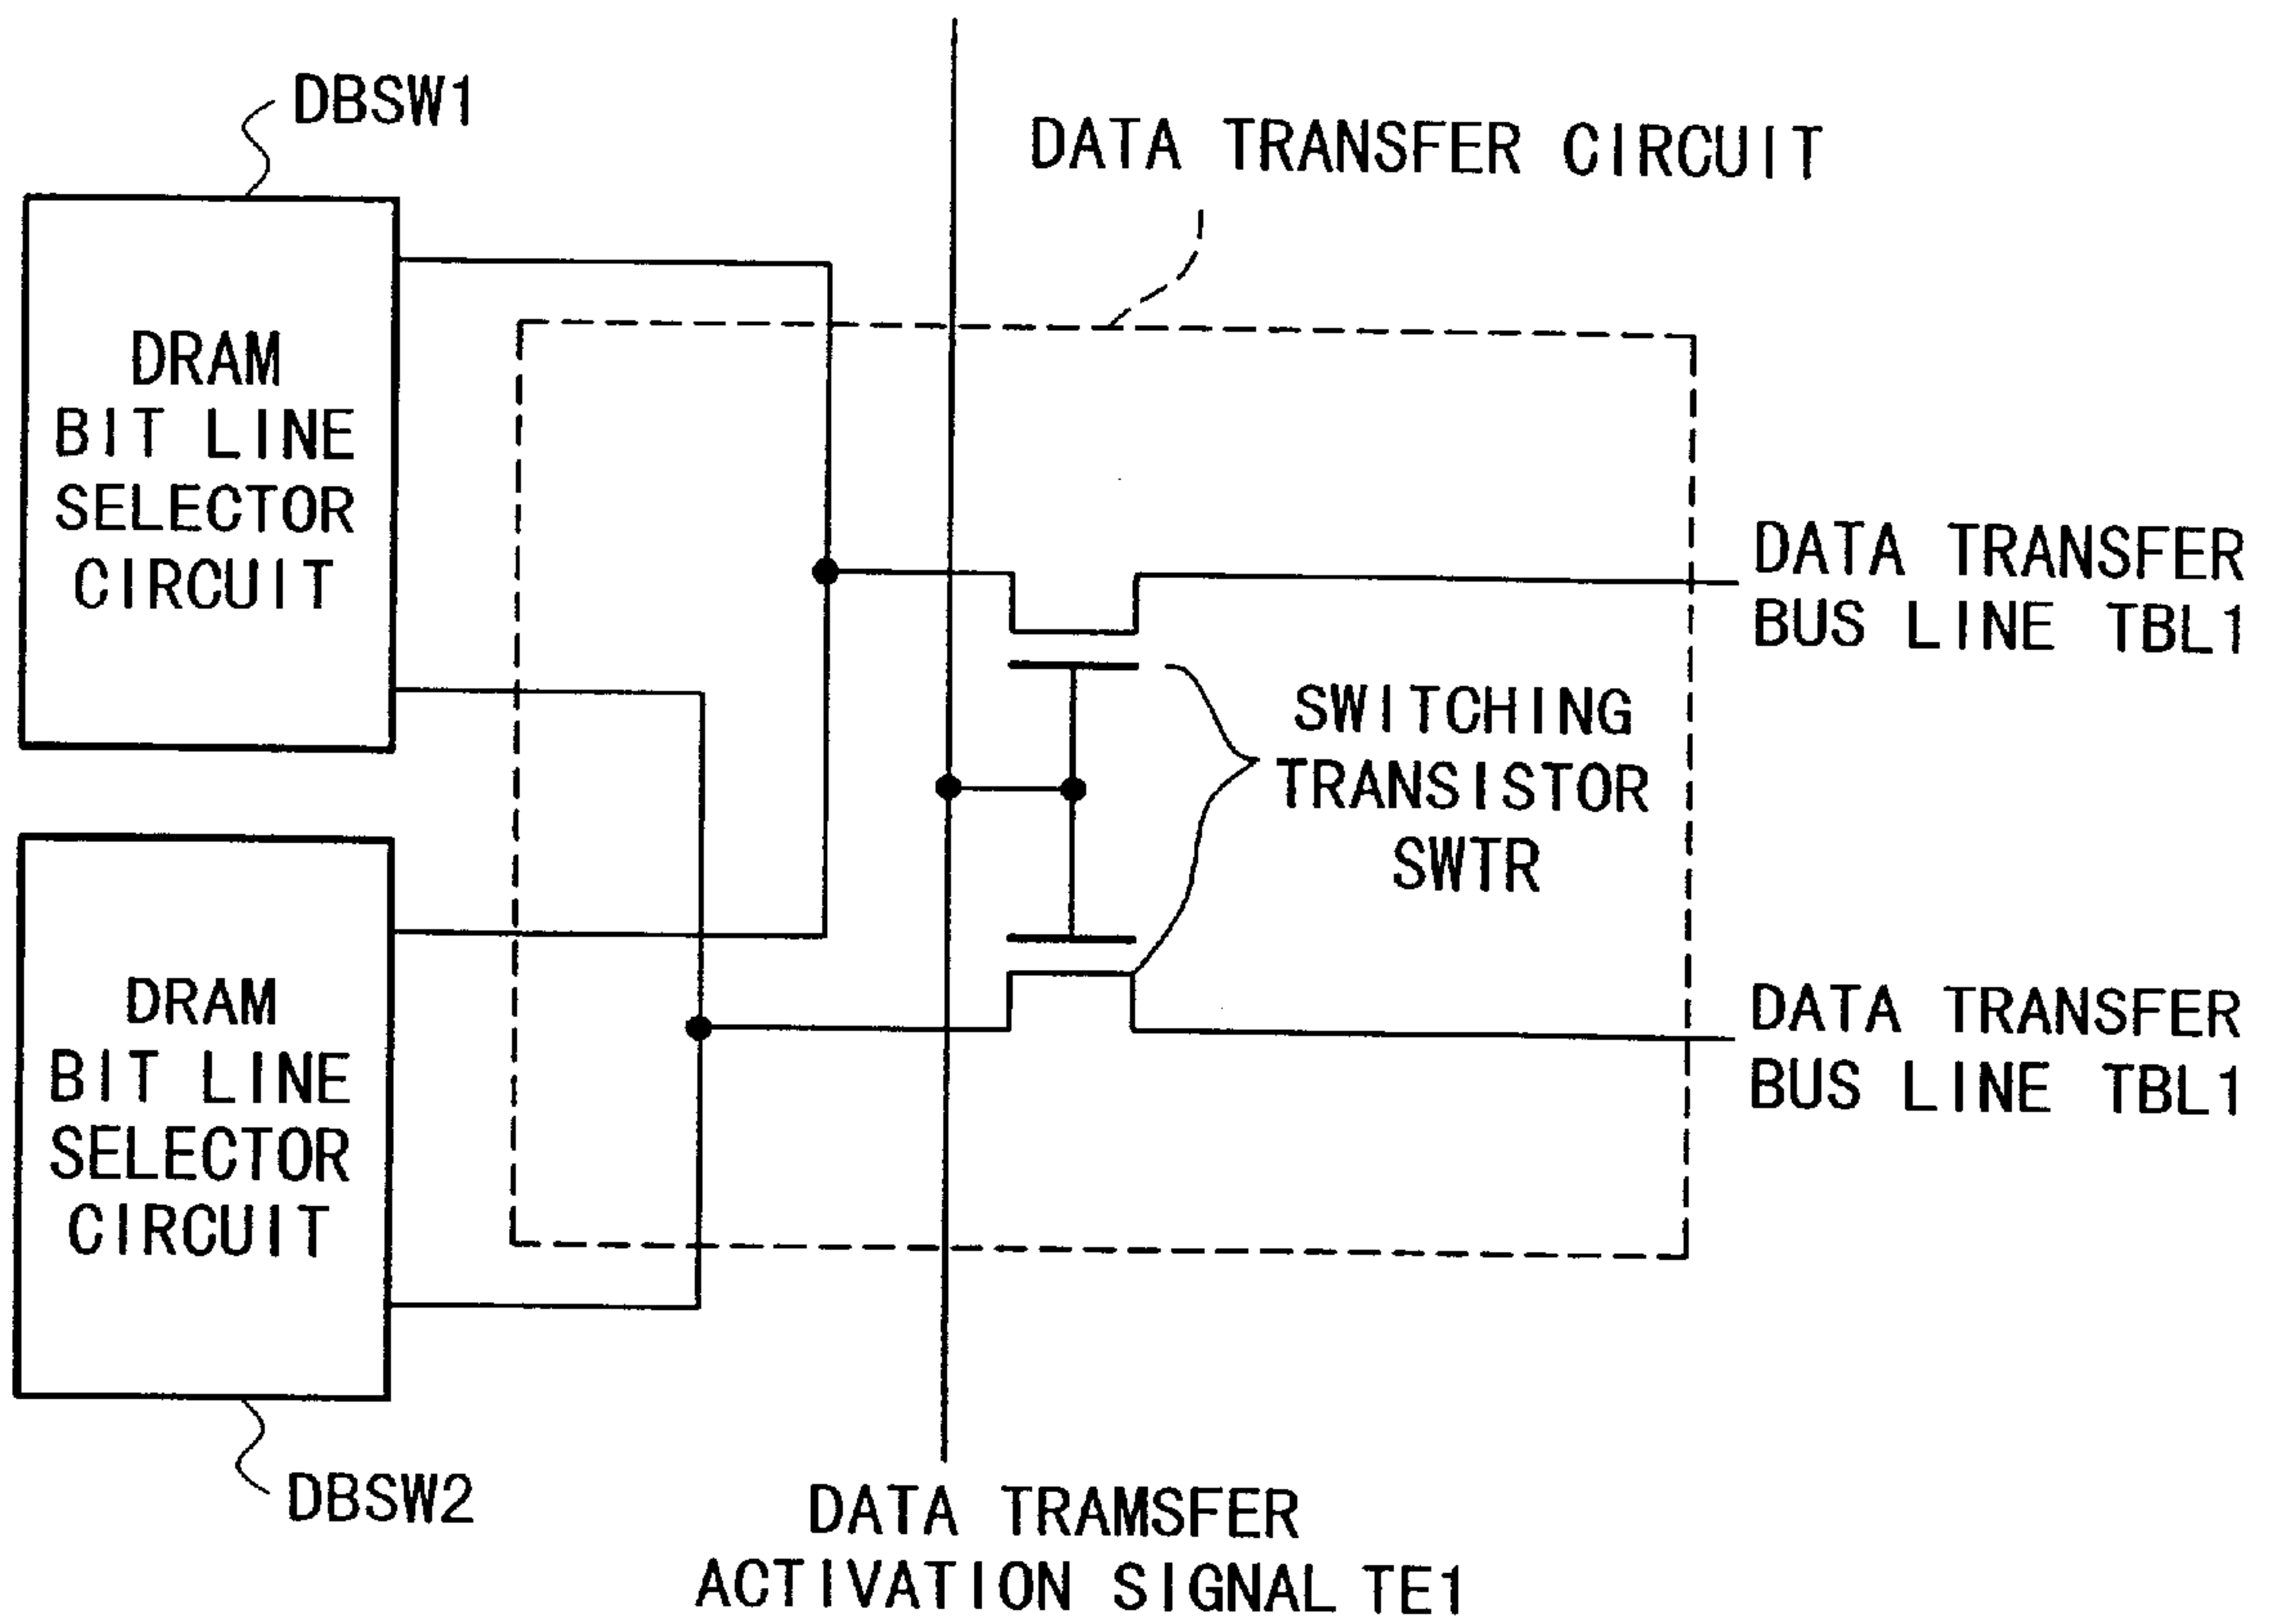 DBSW1
DATA TRANSFER CIRCUIT
DRAM
BIT LINE
SELECTOR
CIRCUIT
DATA TRANSFER
BUS LINE TBL1
SWITCHING
TRANSISTOR
SWTR
DRAM
BIT LINE
SELECTOR
CIRCUIT
DATA TRANSFER
BUS LINE TBL1
DBSW2
DATA TRAMSFER
ACTIVATION SIGNAL TE1